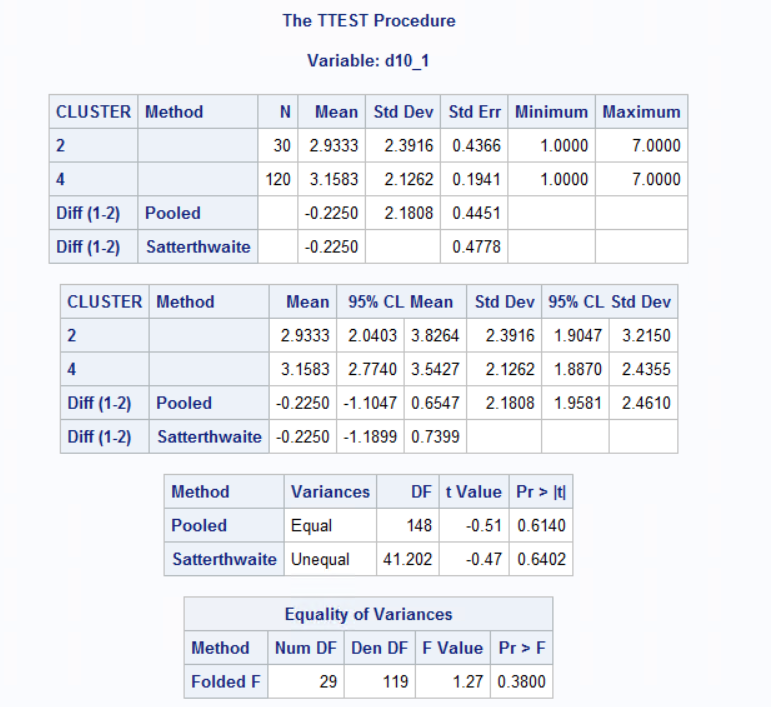 The TTEST Procedure
Variable: d10_1
CLUSTER Method N Mean Std Dev Std Err Minimum Maximum
2 30 2.9333 2.3916 0.4366 1.0000 7.0000
4 120 3.1583 2.1262 0.1941 1.0000 7.0000
Diff (1-2) Pooled -0.2250 2.1808 0.4451
Diff (1-2) Satterthwaite -0.2250 0.4778
CLUSTER Method Mean 95% CL Mean Std Dev 95% CL Std Dev
2 2.9333 2.0403 3.8264 2.3916 1.9047 3.2150
4 3.1583 2.7740 3.5427 2.1262 1.8870 2.4355
Diff (1-2) Pooled -0.2250 -1.1047 0.6547 2.1808 1.9581 2.4610
Diff (1-2) Satterthwaite -0.2250 -1.1899 0.7399
Method Variances DF t Value Pr > |t|
Pooled Equal 148 -0.51 0.6140
Satterthwaite Unequal 41.202 -0.47 0.6402
Equality of Variances
Method Num DF Den DF F Value Pr > F
Folded F 29 119 1.27 0.3800